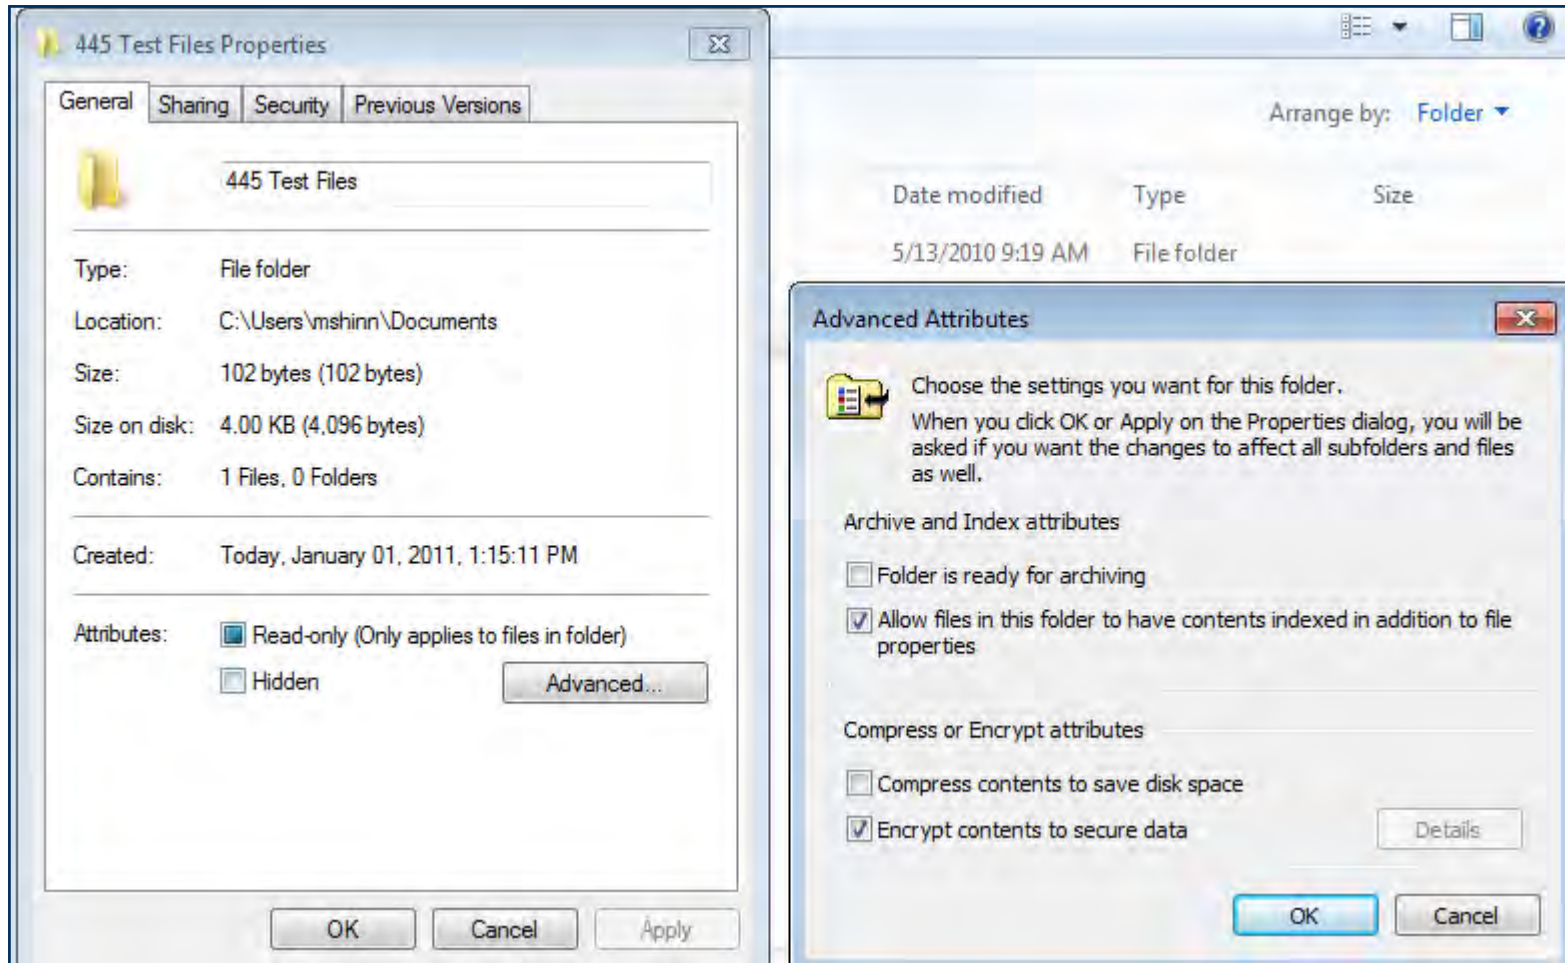 445 Test Files Properties
General
Sharing
Security
Previous Versions
445 Test Files
Type: File folder
Location: C:\Users\mshinn\Documents
Size: 102 bytes (102 bytes)
Size on disk: 4.00 KB (4,096 bytes)
Contains: 1 Files, 0 Folders
Created: Today, January 01, 2011, 1:15:11 PM
Attributes: Read-only (Only applies to files in folder)
Hidden
Advanced...
OK
Cancel
Apply
Arrange by: Folder
Date modified Type Size
5/13/2010 9:19 AM File folder
Advanced Attributes
Choose the settings you want for this folder.
When you click OK or Apply on the Properties dialog, you will be
asked if you want the changes to affect all subfolders and files
as well.
Archive and Index attributes
Folder is ready for archiving
Allow files in this folder to have contents indexed in addition to file
properties
Compress or Encrypt attributes
Compress contents to save disk space
Encrypt contents to secure data
Details
OK
Cancel